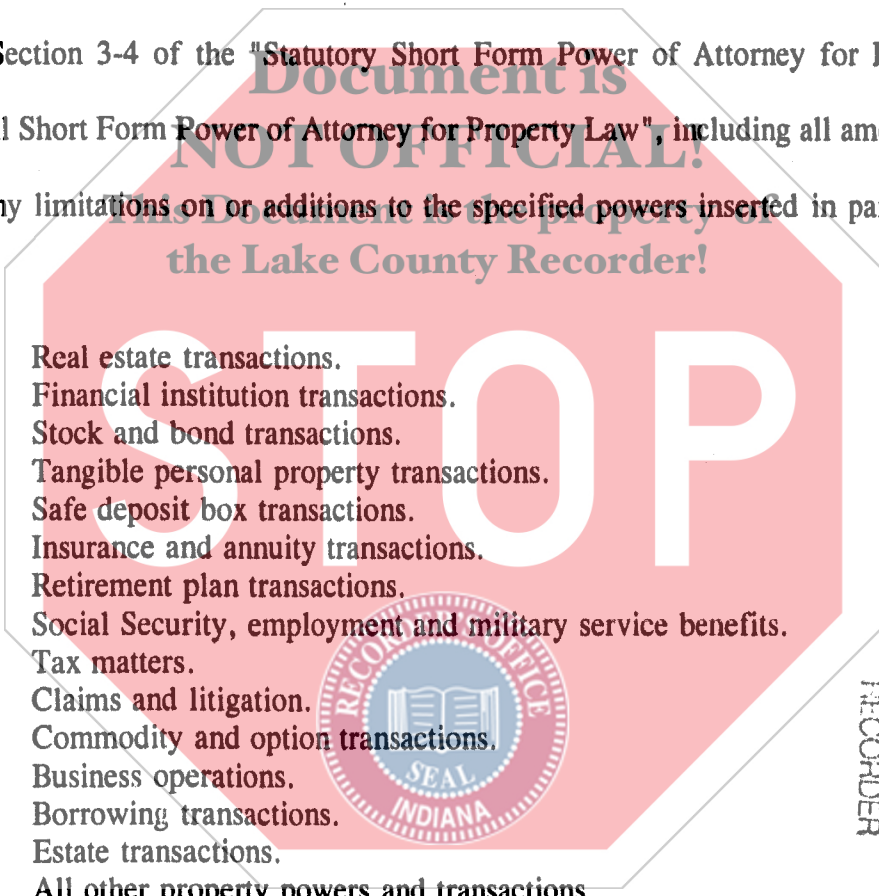 Section 3-4 of the "Statutory Short Form Power of Attorney for
Document is
l Short Form Power of Attorney for Property Law", including all
NOT OFFICIAL!
limitations on or additions to the specified powers inserted in
This Document is the property of
the Lake County Recorder!
STOP
Real estate transactions.
Financial institution transactions.
Stock and bond transactions.
Tangible personal property transactions.
Safe deposit box transactions.
Insurance and annuity transactions.
Retirement plan transactions.
Social Security, employment and military service benefits.
Tax matters.
Claims and litigation.
Commodity and option transactions.
Business operations.
Borrowing transactions.
Estate transactions.
All other property powers and transactions
RECORDER'S OFFICE
SEAL
INDIANA
RECORDER